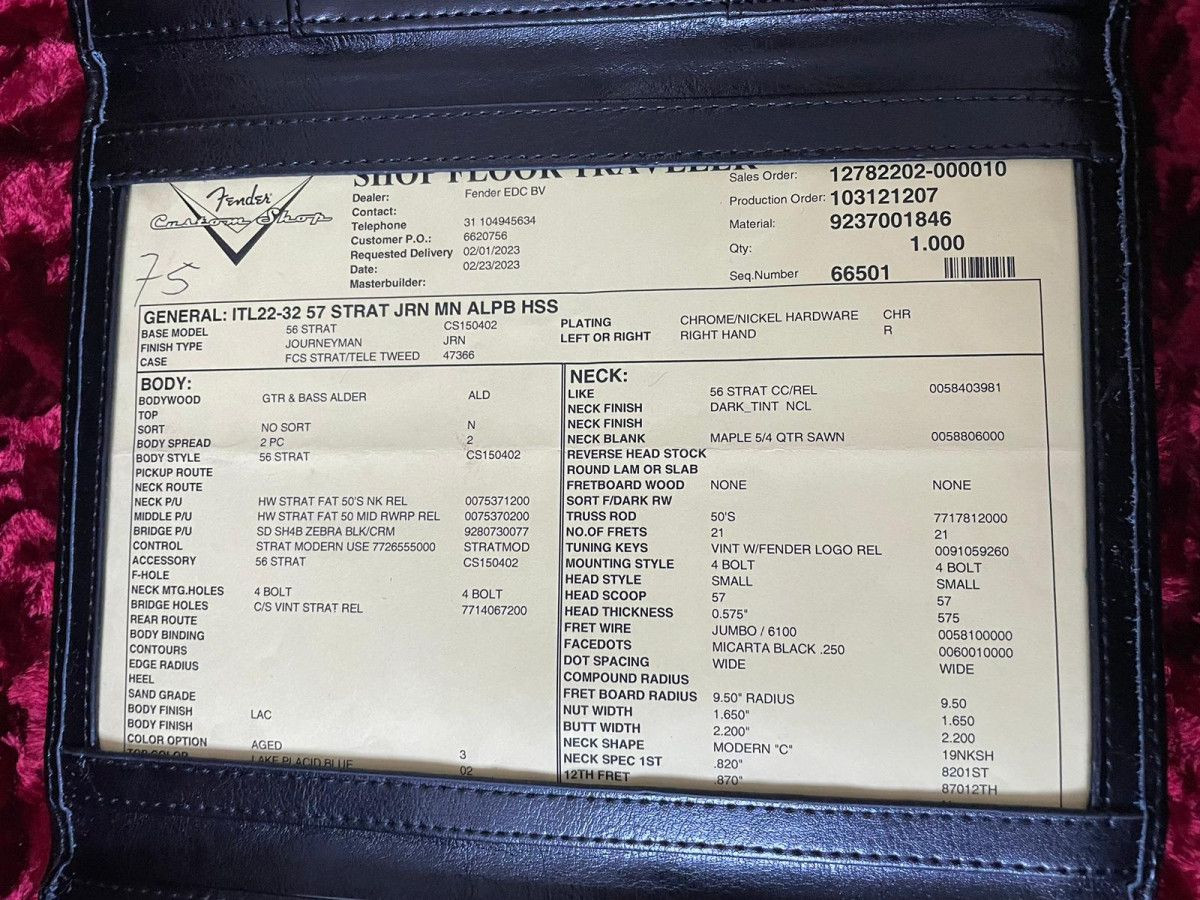 SHOP FLOOR TRAVELER
Fender
Custom Shop
75
Dealer: Fender EDC BV
Contact:
Telephone 31 104945634
Customer P.O.: 6620756
Requested Delivery 02/01/2023
Date: 02/23/2023
Masterbuilder:
Sales Order: 12782202-000010
Production Order: 103121207
Material: 9237001846
Qty: 1.000
Seq.Number 66501
GENERAL: ITL22-32 57 STRAT JRN MN ALPB HSS
BASE MODEL 56 STRAT CS150402 PLATING CHROME/NICKEL HARDWARE CHR
FINISH TYPE JOURNEYMAN JRN LEFT OR RIGHT RIGHT HAND R
CASE FCS STRAT/TELE TWEED 47366
BODY:
BODYWOOD GTR & BASS ALDER ALD
TOP
SORT NO SORT N
BODY SPREAD 2 PC 2
BODY STYLE 56 STRAT CS150402
PICKUP ROUTE
NECK ROUTE
NECK P/U HW STRAT FAT 50'S NK REL 0075371200
MIDDLE P/U HW STRAT FAT 50 MID RWRP REL 0075370200
BRIDGE P/U SD SH4B ZEBRA BLK/CRM 9280730077
CONTROL STRAT MODERN USE 7726555000 STRATMOD
ACCESSORY 56 STRAT CS150402
F-HOLE
NECK MTG.HOLES 4 BOLT 4 BOLT
BRIDGE HOLES C/S VINT STRAT REL 7714067200
REAR ROUTE
BODY BINDING
CONTOURS
EDGE RADIUS
HEEL
SAND GRADE
BODY FINISH LAC
BODY FINISH
COLOR OPTION AGED 3
TOP COLOR LAKE PLACID BLUE 02
NECK:
LIKE 56 STRAT CC/REL 0058403981
NECK FINISH DARK_TINT NCL
NECK FINISH
NECK BLANK MAPLE 5/4 QTR SAWN 0058806000
REVERSE HEAD STOCK
ROUND LAM OR SLAB
FRETBOARD WOOD NONE NONE
SORT F/DARK RW
TRUSS ROD 50'S 7717812000
NO.OF FRETS 21 21
TUNING KEYS VINT W/FENDER LOGO REL 0091059260
MOUNTING STYLE 4 BOLT 4 BOLT
HEAD STYLE SMALL SMALL
HEAD SCOOP 57 57
HEAD THICKNESS 0.575" 575
FRET WIRE JUMBO / 6100 0058100000
FACEDOTS MICARTA BLACK .250 0060010000
DOT SPACING WIDE WIDE
COMPOUND RADIUS
FRET BOARD RADIUS 9.50" RADIUS 9.50
NUT WIDTH 1.650" 1.650
BUTT WIDTH 2.200" 2.200
NECK SHAPE MODERN "C" 19NKSH
NECK SPEC 1ST .820" 8201ST
12TH FRET .870" 87012TH